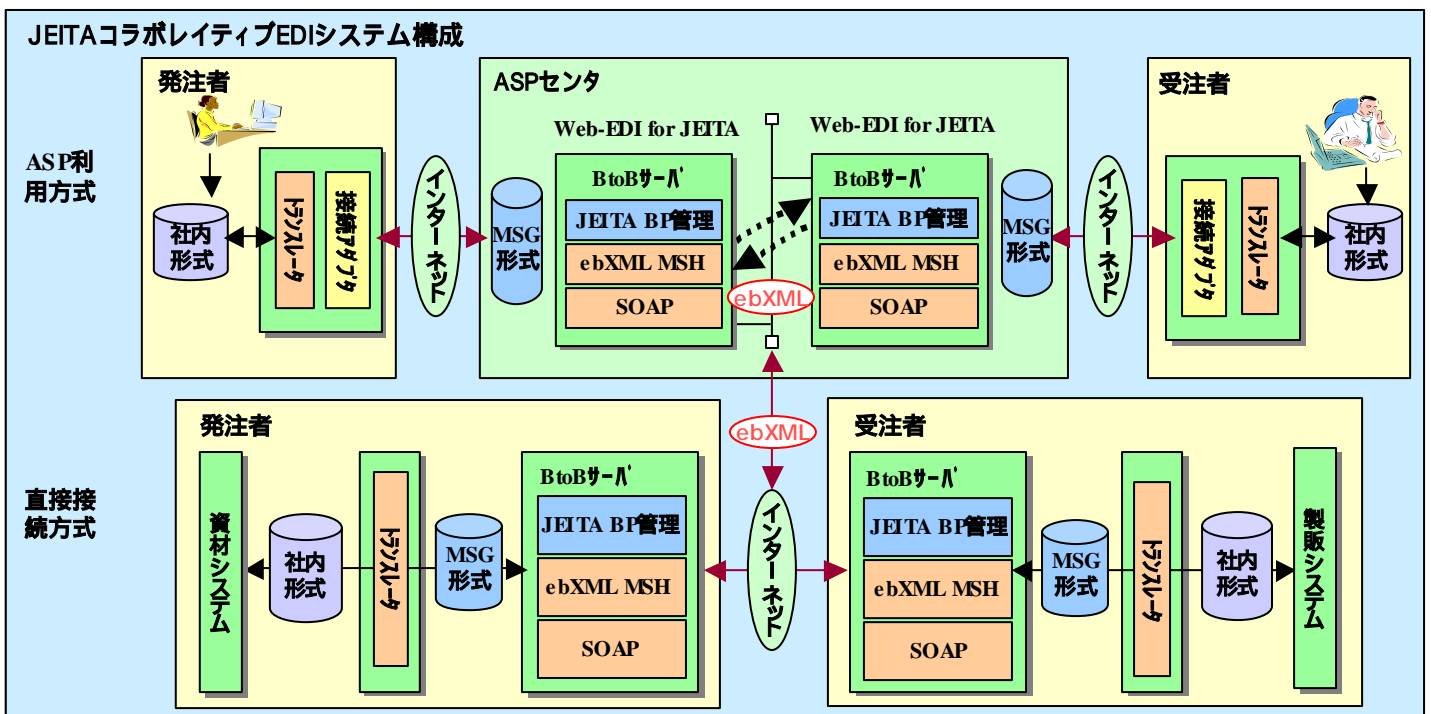 JEITAコラボレイティブEDIシステム構成
ASP利
用方式
発注者
社内
形式
トランスレータ
接続アダプタ
インターネット
ASPセンタ
MSG
形式
Web-EDI for JEITA
BtoBサーバ
JEITA BP管理
ebXML MSH
SOAP
ebXML
Web-EDI for JEITA
BtoBサーバ
JEITA BP管理
ebXML MSH
SOAP
MSG
形式
インターネット
受注者
接続アダプタ
トランスレータ
社内
形式
ebXML
直接接
続方式
発注者
資材システム
社内
形式
トランスレータ
MSG
形式
BtoBサーバ
JEITA BP管理
ebXML MSH
SOAP
インターネット
受注者
BtoBサーバ
JEITA BP管理
ebXML MSH
SOAP
MSG
形式
トランスレータ
社内
形式
製販システム